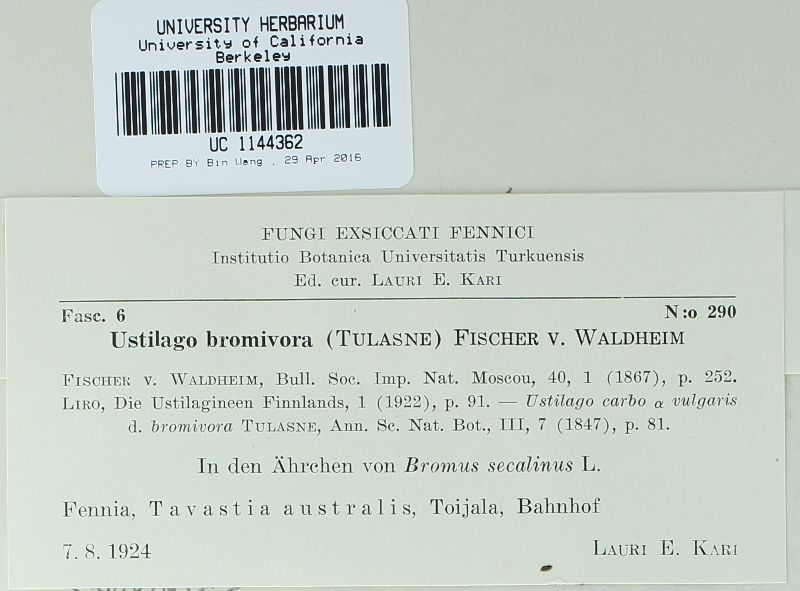 UNIVERSITY HERBARIUM
University of California
Berkeley
UC 1144362
PREP BY Bin Wang , 29 Apr 2016
FUNGI EXSICCATI FENNICI
Institutio Botanica Universitatis Turkuensis
Ed. cur. LAURI E. KARI
Fasc. 6 N:o 290
Ustilago bromivora (TULASNE) FISCHER V. WALDHEIM
FISCHER V. WALDHEIM, Bull. Soc. Imp. Nat. Moscou, 40, 1 (1867), p. 252.
LIRO, Die Ustilagineen Finnlands, 1 (1922), p. 91. — Ustilago carbo α vulgaris
d. bromivora TULASNE, Ann. Sc. Nat. Bot., III, 7 (1847), p. 81.
In den Ährchen von Bromus secalinus L.
Fennia, Tavastia australis, Toijala, Bahnhof
7. 8. 1924 LAURI E. KARI